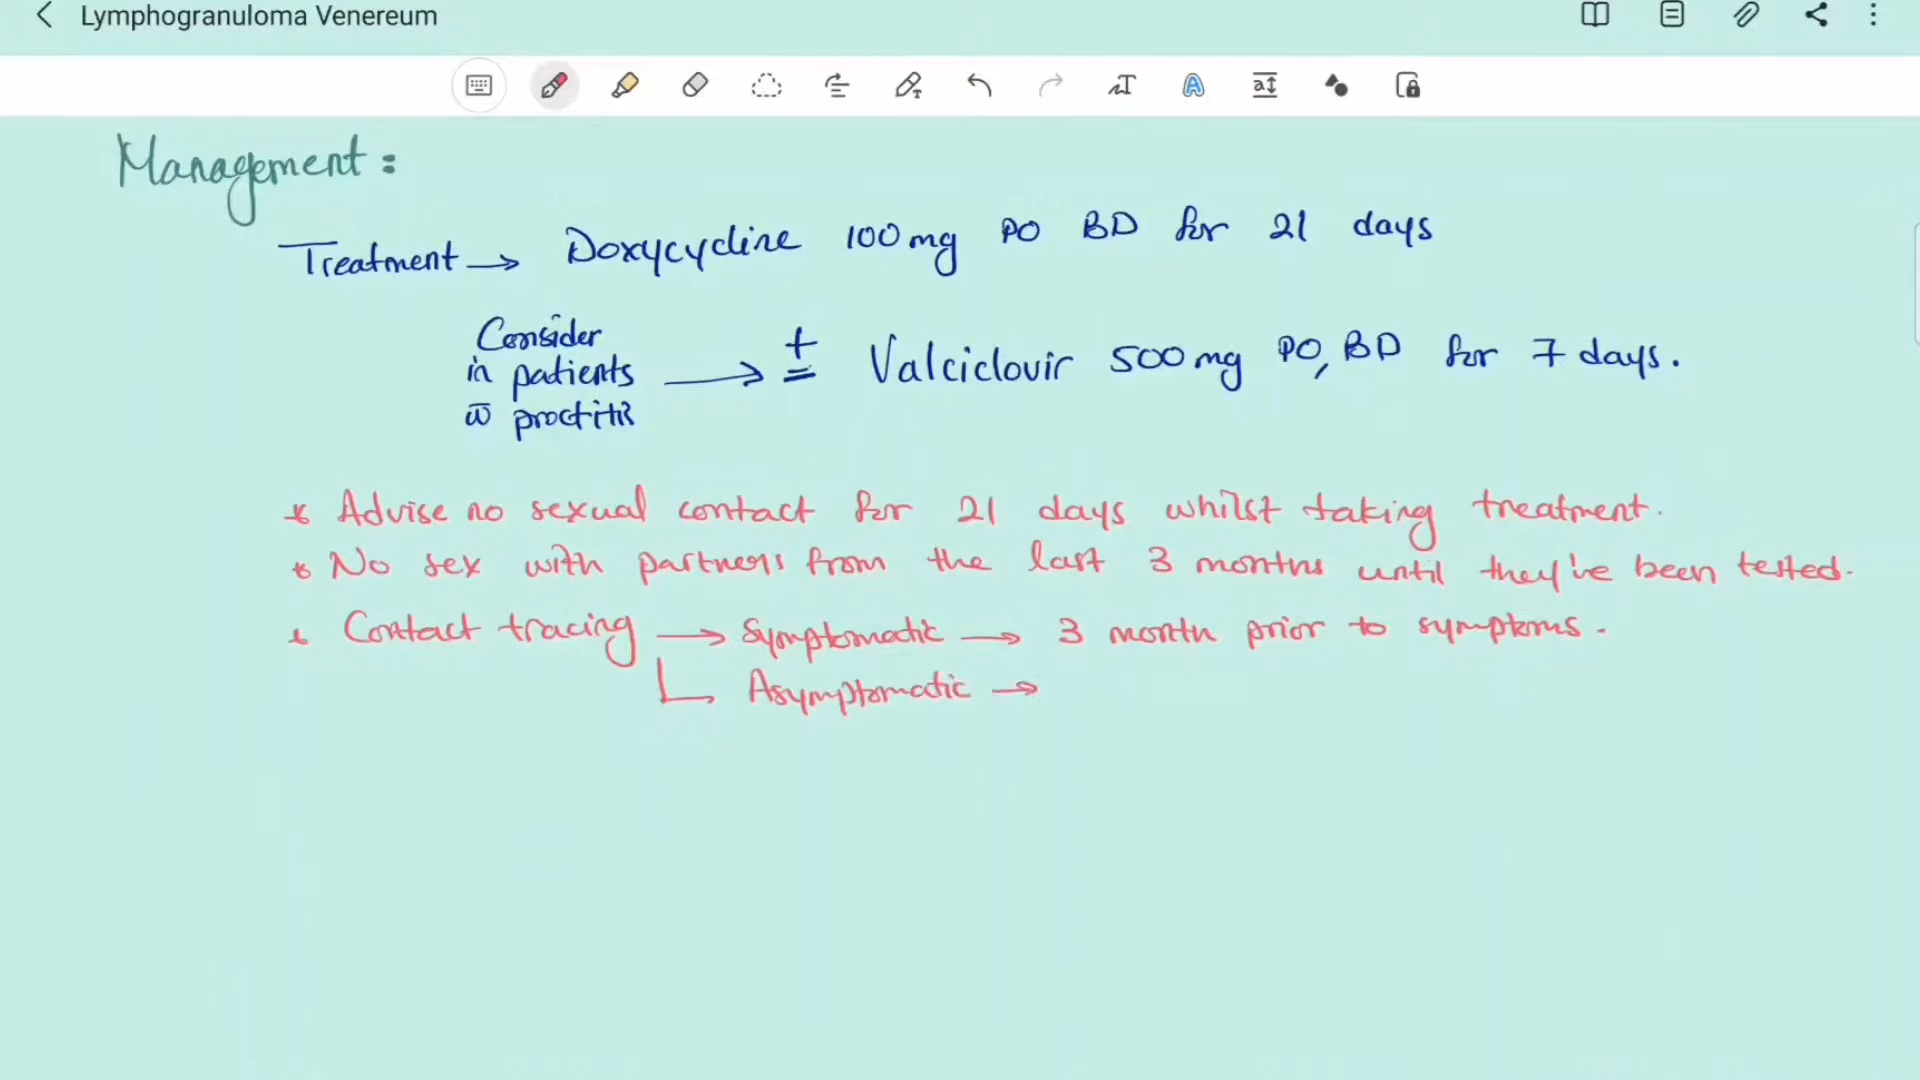 Lymphogranuloma Venereum
Management:
Treatment → Doxycycline 100mg PO BD for 21 days
Consider
in patients → ± Valciclovir 500mg PO, BD for 7 days.
w̅ proctitis
* Advise no sexual contact for 21 days whilst taking treatment.
* No sex with partners from the last 3 months until they've been tested.
* Contact tracing → Symptomatic → 3 month prior to symptoms.
Asymptomatic →